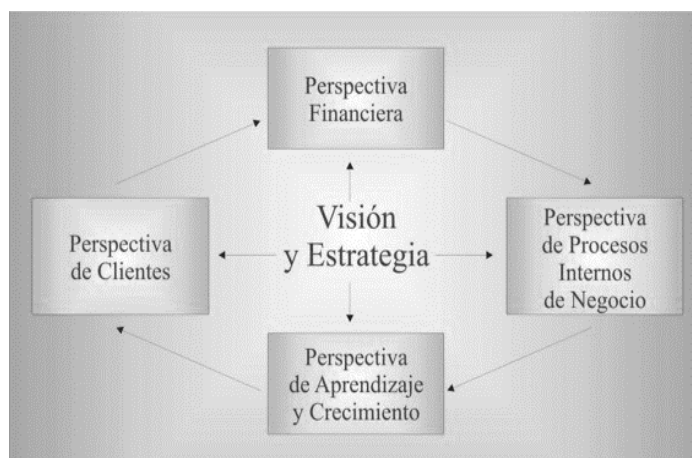 Perspectiva
Financiera
Perspectiva
de Clientes
Visión
y Estrategia
Perspectiva
de Procesos
Internos
de Negocio
Perspectiva
de Aprendizaje
y Crecimiento